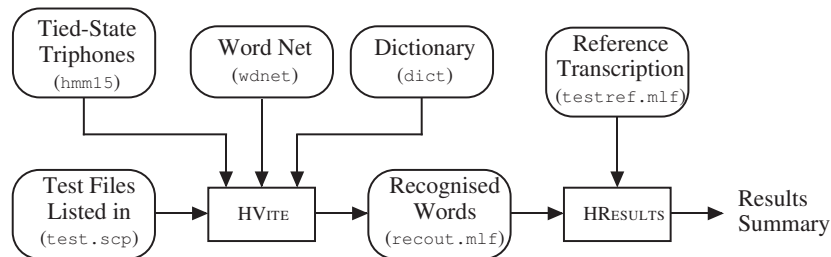 Tied-State
Triphones
(hmm15)
Word Net
(wdnet)
Dictionary
(dict)
Reference
Transcription
(testref.mlf)
Test Files
Listed in
(test.scp)
HVITE
Recognised
Words
(recout.mlf)
HRESULTS
Results
Summary